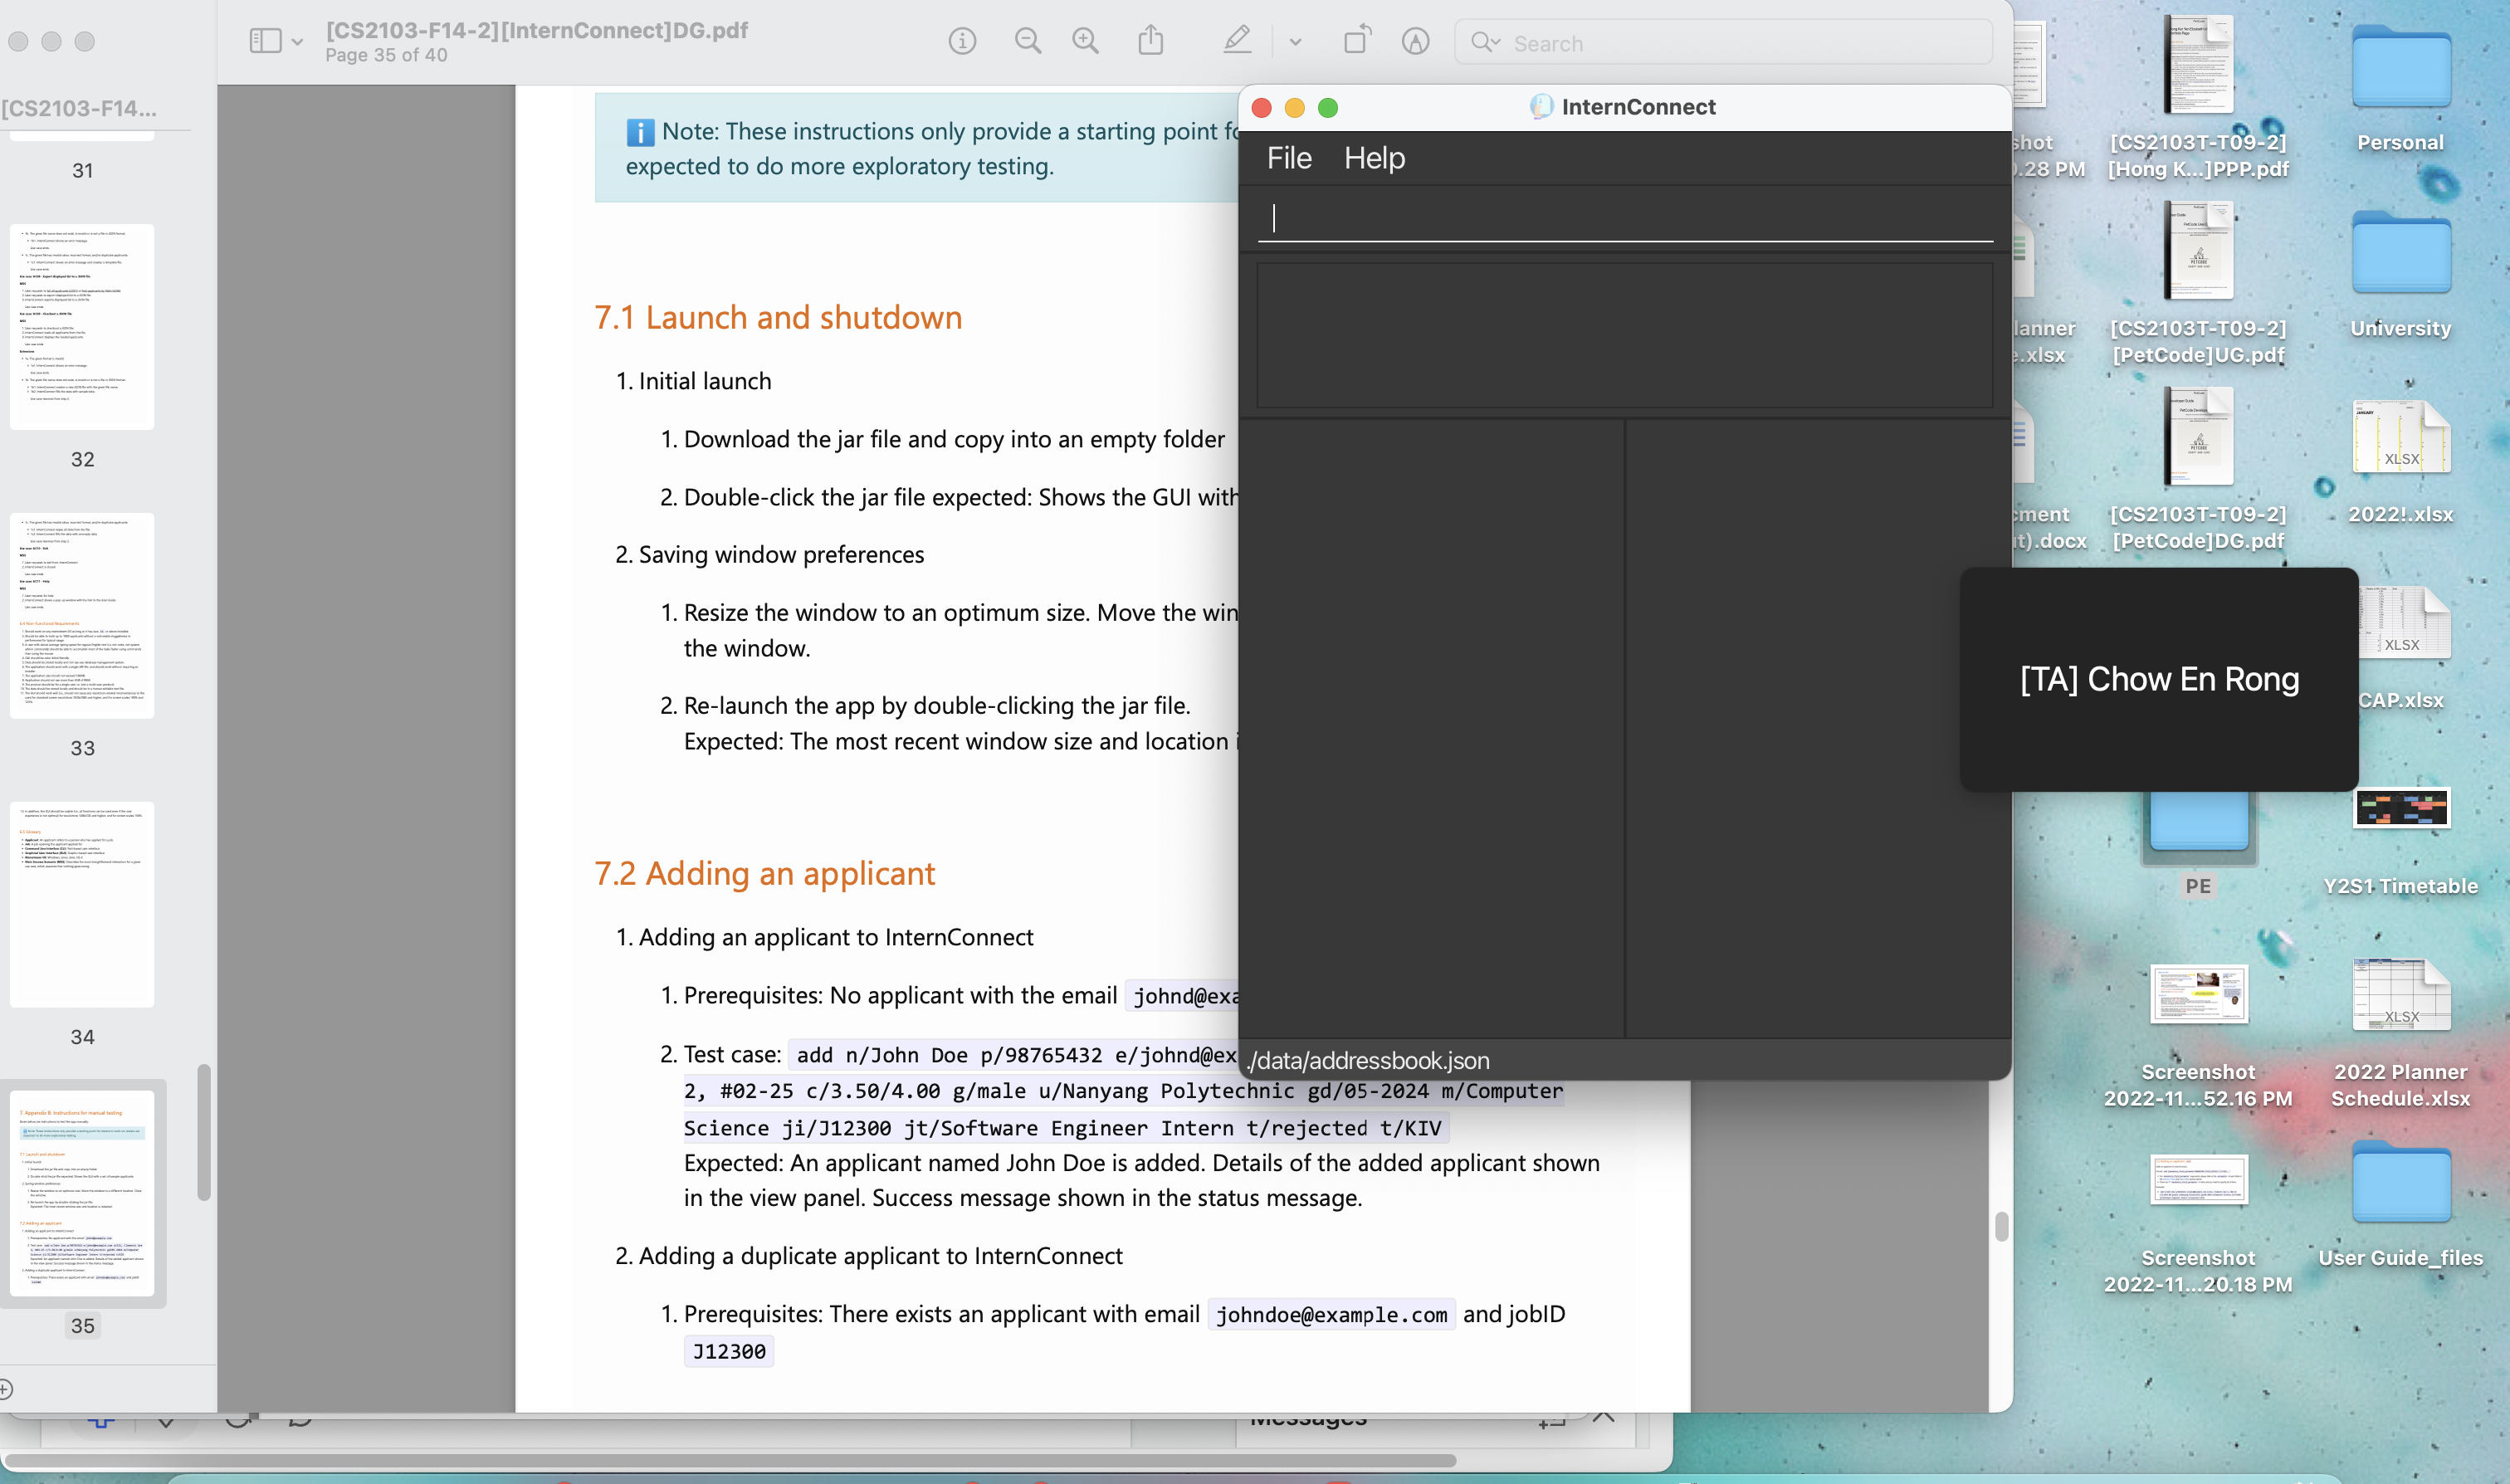 [CS2103-F14-2][InternConnect]DG.pdf
Page 35 of 40
Search
[CS2103-F14...
31
32
33
34
35
Note: These instructions only provide a starting point fo
expected to do more exploratory testing.
7.1 Launch and shutdown
1. Initial launch
1. Download the jar file and copy into an empty folder
2. Double-click the jar file expected: Shows the GUI with
2. Saving window preferences
1. Resize the window to an optimum size. Move the win
the window.
2. Re-launch the app by double-clicking the jar file.
Expected: The most recent window size and location i
7.2 Adding an applicant
1. Adding an applicant to InternConnect
1. Prerequisites: No applicant with the email johnd@exa
2. Test case: add n/John Doe p/98765432 e/johnd@ex
2, #02-25 c/3.50/4.00 g/male u/Nanyang Polytechnic gd/05-2024 m/Computer
Science ji/J12300 jt/Software Engineer Intern t/rejected t/KIV
Expected: An applicant named John Doe is added. Details of the added applicant shown
in the view panel. Success message shown in the status message.
2. Adding a duplicate applicant to InternConnect
1. Prerequisites: There exists an applicant with email johndoe@example.com and jobID
J12300
InternConnect
File Help
./data/addressbook.json
[TA] Chow En Rong
Messages
shot
0.28 PM
[CS2103T-T09-2]
[Hong K...]PPP.pdf
Personal
lanner
e.xlsx
[CS2103T-T09-2]
[PetCode]UG.pdf
University
cment
it).docx
[CS2103T-T09-2]
[PetCode]DG.pdf
XLSX
2022!.xlsx
XLSX
CAP.xlsx
PE
Y2S1 Timetable
Screenshot
2022-11...52.16 PM
XLSX
2022 Planner
Schedule.xlsx
Screenshot
2022-11...20.18 PM
User Guide_files